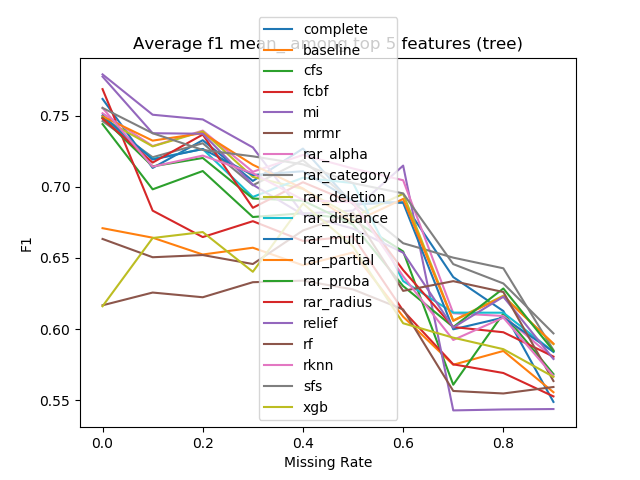 Average f1 mean_ among top 5 features (tree)
complete
baseline
cfs
fcbf
mi
mrmr
rar_alpha
rar_category
rar_deletion
rar_distance
rar_multi
rar_partial
rar_proba
rar_radius
relief
rf
rknn
sfs
xgb
F1
0.75
0.70
0.65
0.60
0.55
0.0
0.2
0.4
0.6
0.8
Missing Rate